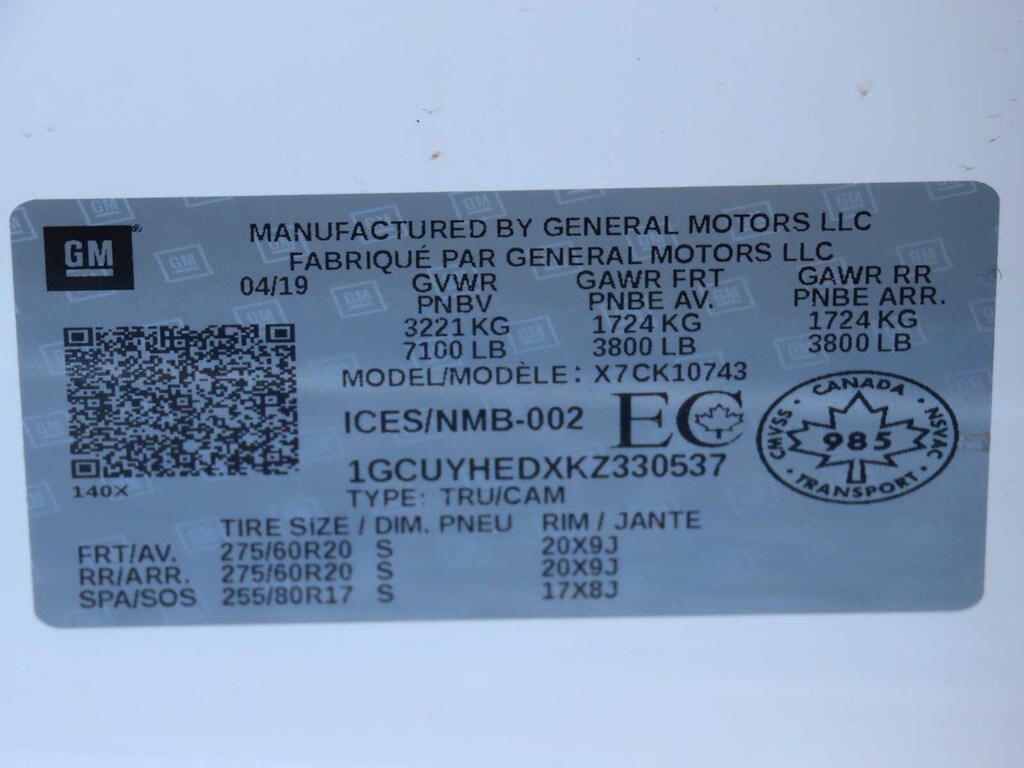 GM
MANUFACTURED BY GENERAL MOTORS LLC
FABRIQUÉ PAR GENERAL MOTORS LLC
04/19 GVWR GAWR FRT GAWR RR
PNBV PNBE AV. PNBE ARR.
3221 KG 1724 KG 1724 KG
7100 LB 3800 LB 3800 LB
MODEL/MODÈLE: X7CK10743
ICES/NMB-002 EC
CANADA
CMVSS 985 NSVAC
TRANSPORT
1GCUYHEDXKZ330537
140X
TYPE: TRU/CAM
TIRE SIZE / DIM. PNEU RIM / JANTE
FRT/AV. 275/60R20 S 20X9J
RR/ARR. 275/60R20 S 20X9J
SPA/SOS 255/80R17 S 17X8J